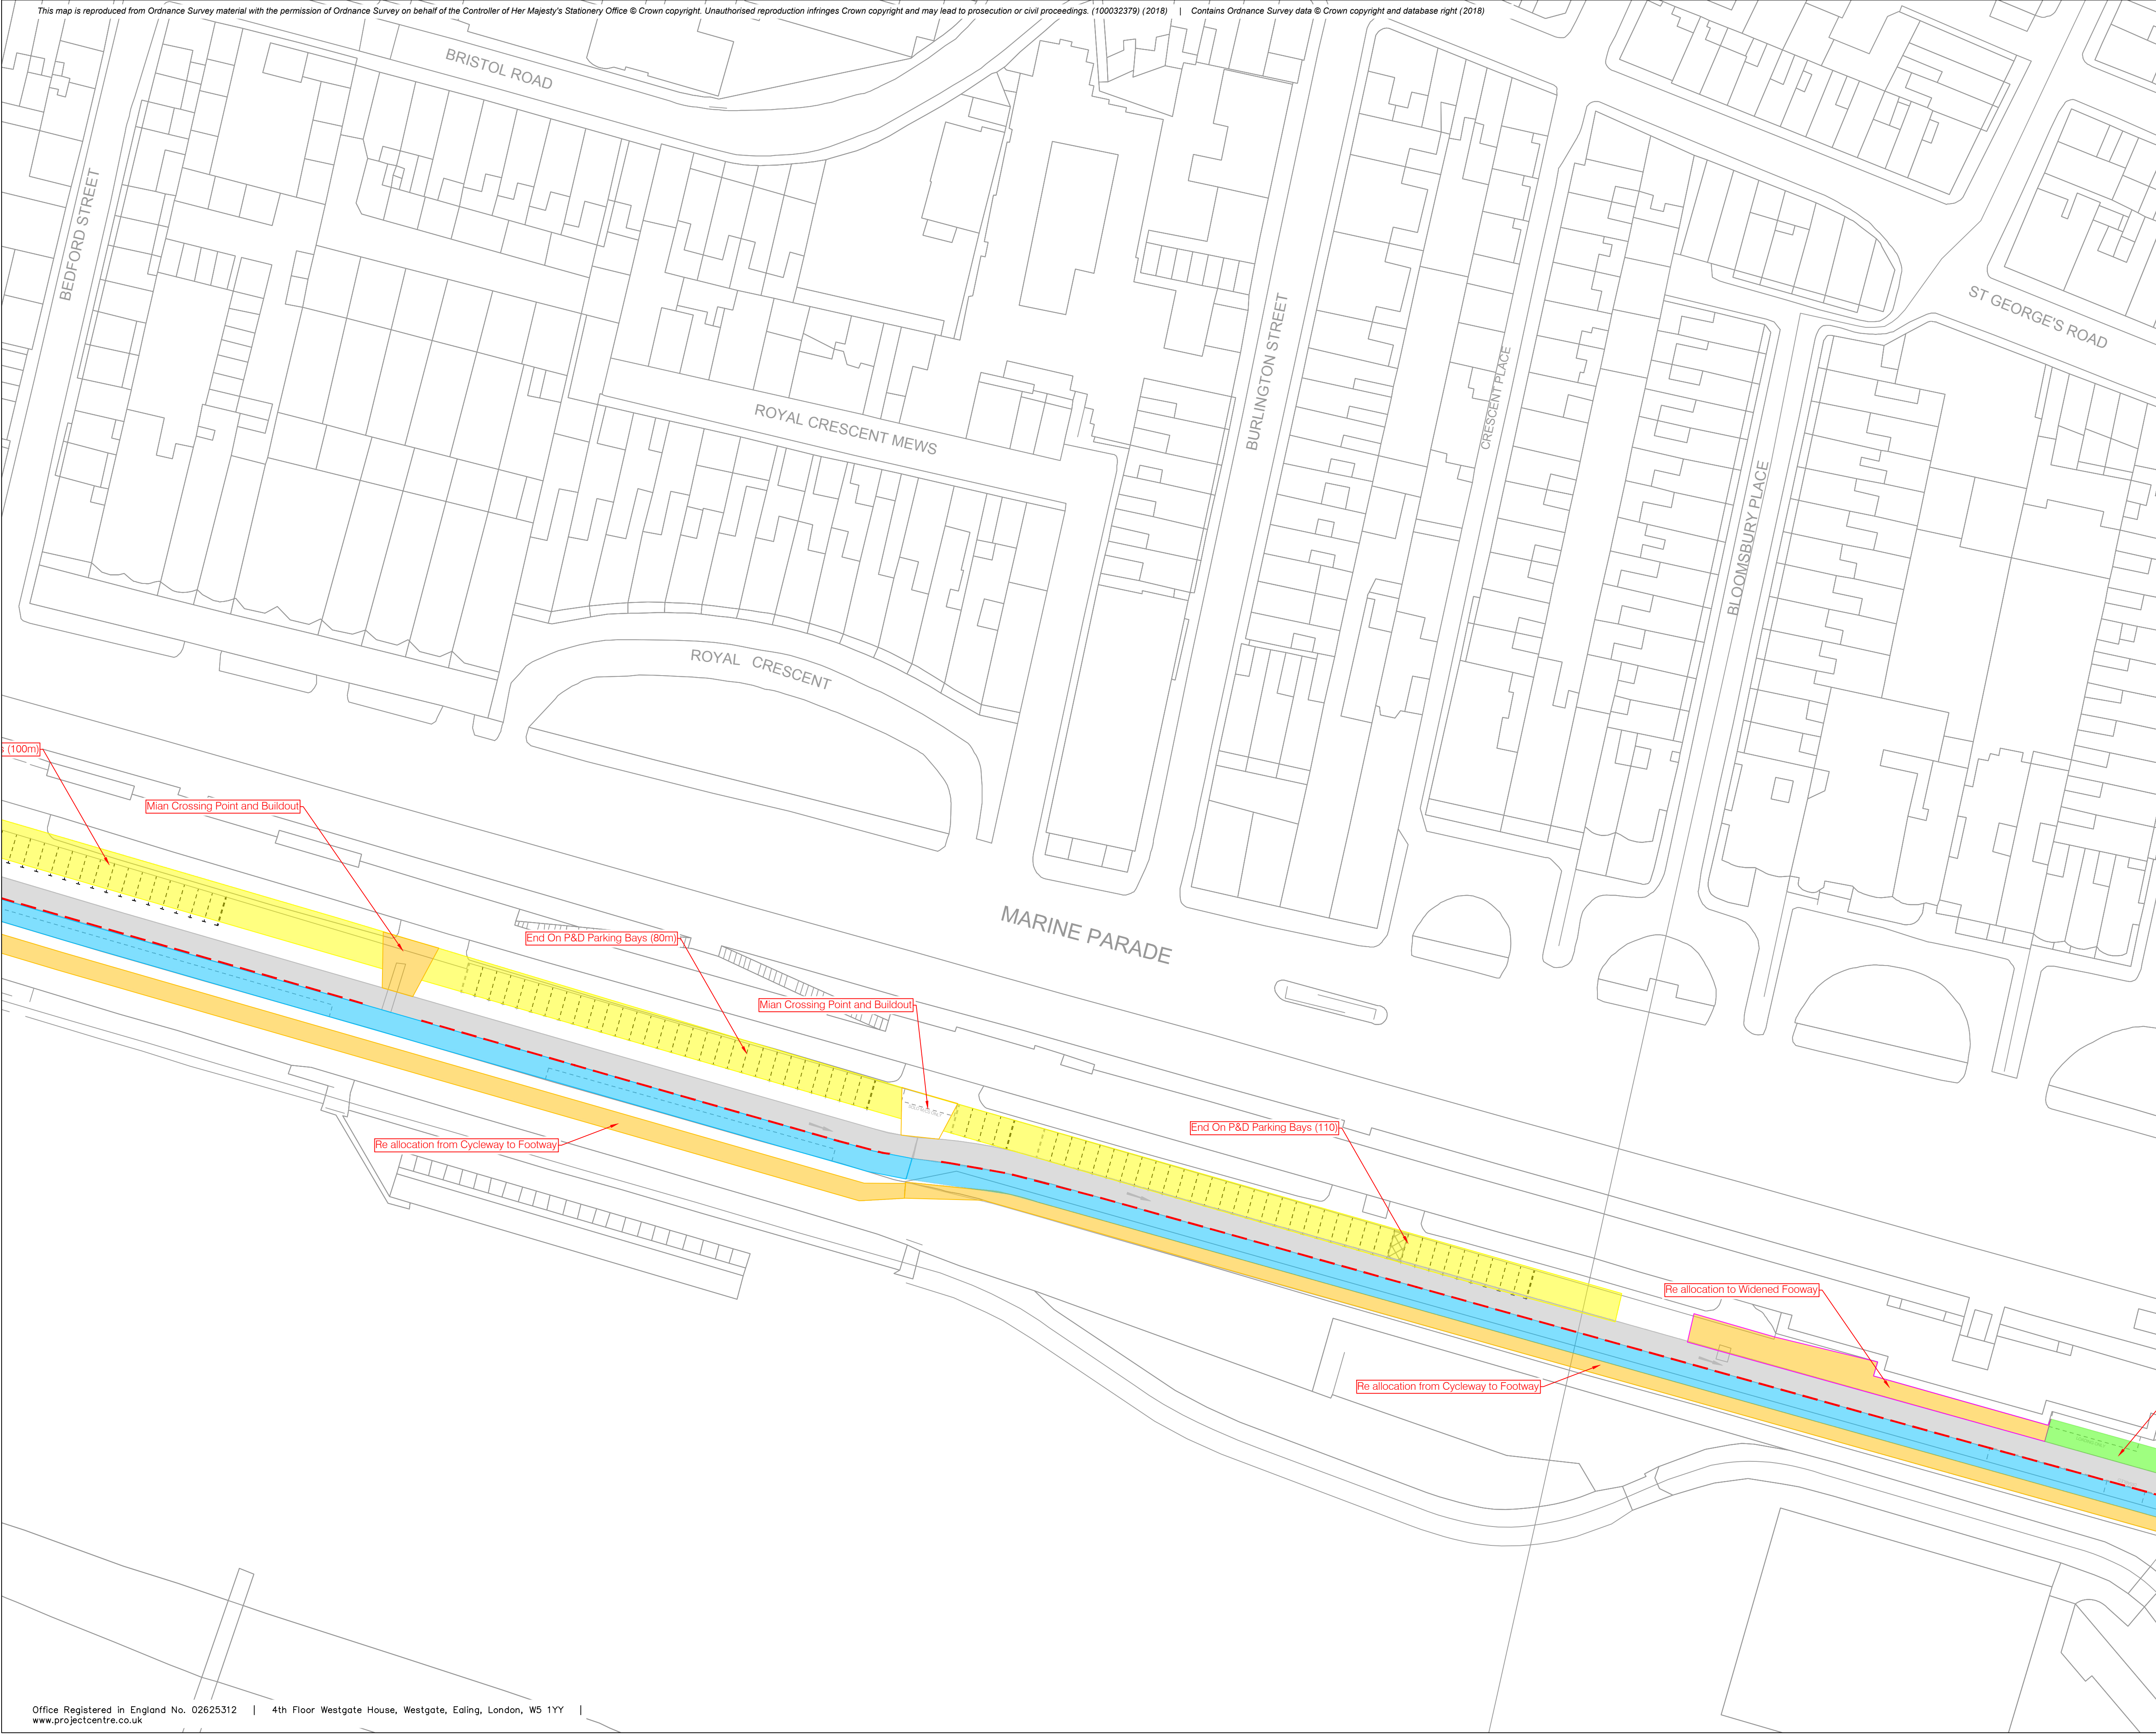 This map is reproduced from Ordnance Survey material with the permission of Ordnance Survey on behalf of the Controller of Her Majesty's Stationery Office © Crown copyright. Unauthorised reproduction infringes Crown copyright and may lead to prosecution or civil proceedings. (100032379) (2018) | Contains Ordnance Survey data © Crown copyright and database right (2018)
BRISTOL ROAD
BEDFORD STREET
ST GEORGE'S ROAD
BURLINGTON STREET
CRESCENT PLACE
ROYAL CRESCENT MEWS
BLOOMSBURY PLACE
ROYAL CRESCENT
s (100m)
Mian Crossing Point and Buildout
MARINE PARADE
End On P&D Parking Bays (80m)
Mian Crossing Point and Buildout
End On P&D Parking Bays (110)
Re allocation from Cycleway to Footway
Re allocation to Widened Fooway
Re allocation from Cycleway to Footway
Office Registered in England No. 02625312 | 4th Floor Westgate House, Westgate, Ealing, London, W5 1YY |
www.projectcentre.co.uk